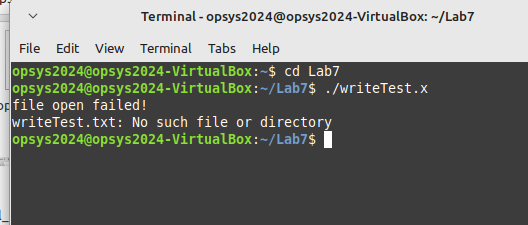 Terminal - opsys2024@opsys2024-VirtualBox: ~/Lab7
File Edit View Terminal Tabs Help
opsys2024@opsys2024-VirtualBox:~$ cd Lab7
opsys2024@opsys2024-VirtualBox:~/Lab7$ ./writeTest.x
file open failed!
writeTest.txt: No such file or directory
opsys2024@opsys2024-VirtualBox:~/Lab7$